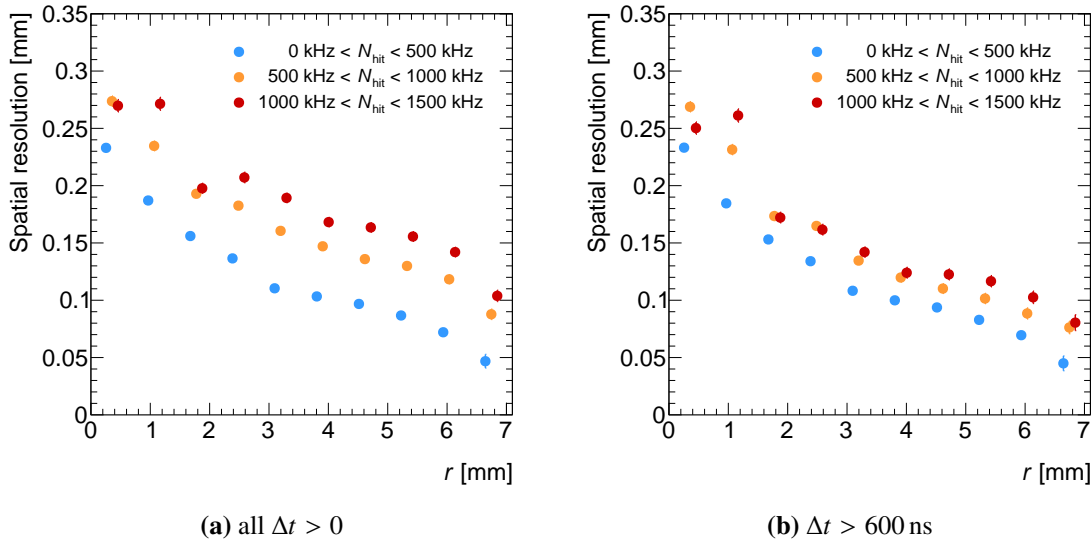 Spatial resolution [mm]
0.35
0.3
0.25
0.2
0.15
0.1
0.05
0
0 kHz < N_hit < 500 kHz
500 kHz < N_hit < 1000 kHz
1000 kHz < N_hit < 1500 kHz
0 1 2 3 4 5 6 7
r [mm]
(a) all Δt > 0
Spatial resolution [mm]
0.35
0.3
0.25
0.2
0.15
0.1
0.05
0
0 kHz < N_hit < 500 kHz
500 kHz < N_hit < 1000 kHz
1000 kHz < N_hit < 1500 kHz
0 1 2 3 4 5 6 7
r [mm]
(b) Δt > 600 ns